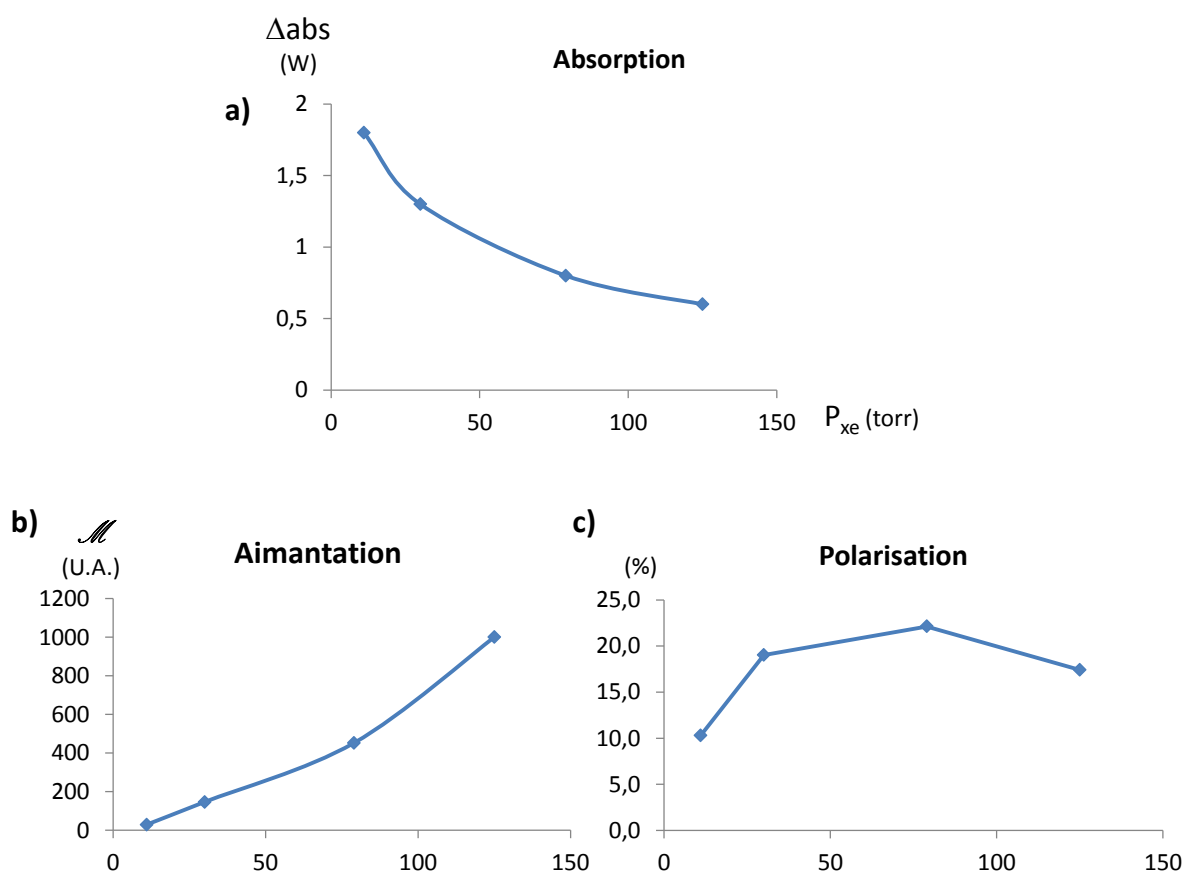 Δabs
(W)
Absorption
a)
2
1,5
1
0,5
0
0
50
100
150
P_xe (torr)
b)
ℳ
(U.A.)
Aimantation
1200
1000
800
600
400
200
0
0
50
100
150
c)
(%)
Polarisation
25,0
20,0
15,0
10,0
5,0
0,0
0
50
100
150